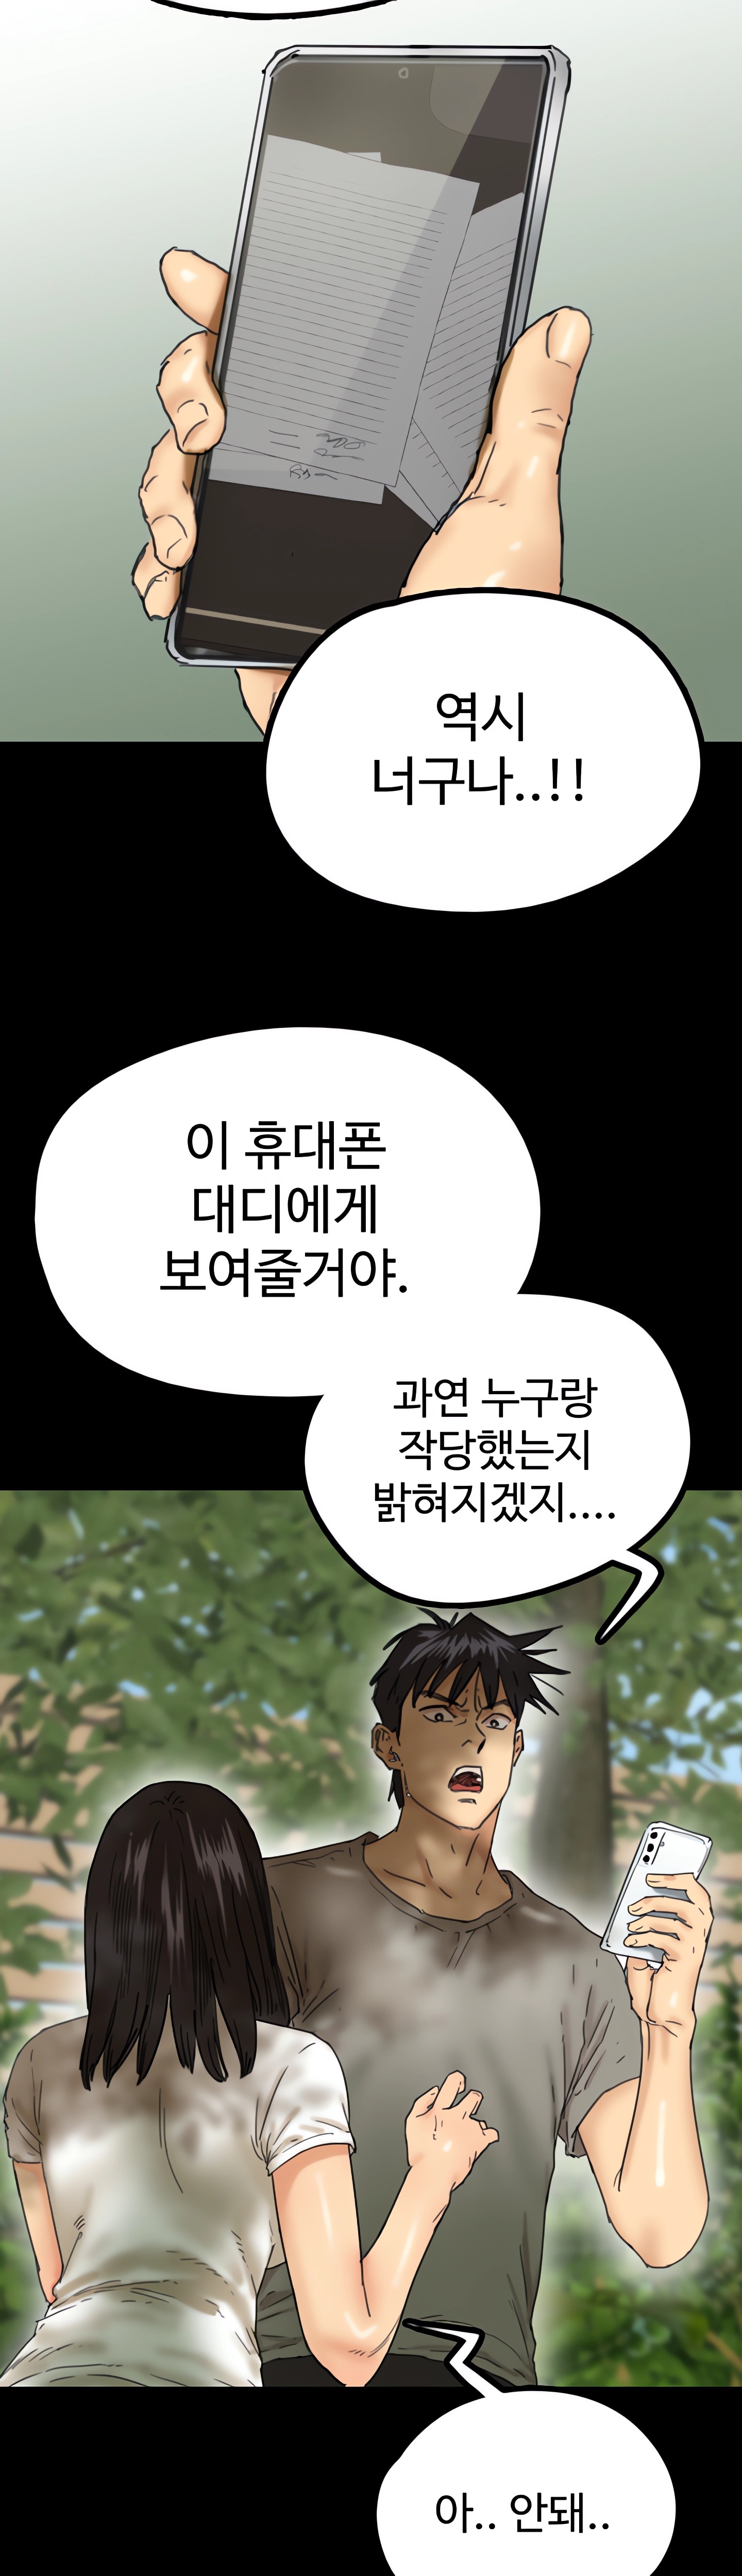 역시
너구나..!!
이 휴대폰
대디에게
보여줄거야.
과연 누구랑
작당했는지
밝혀지겠지....
아.. 안돼..